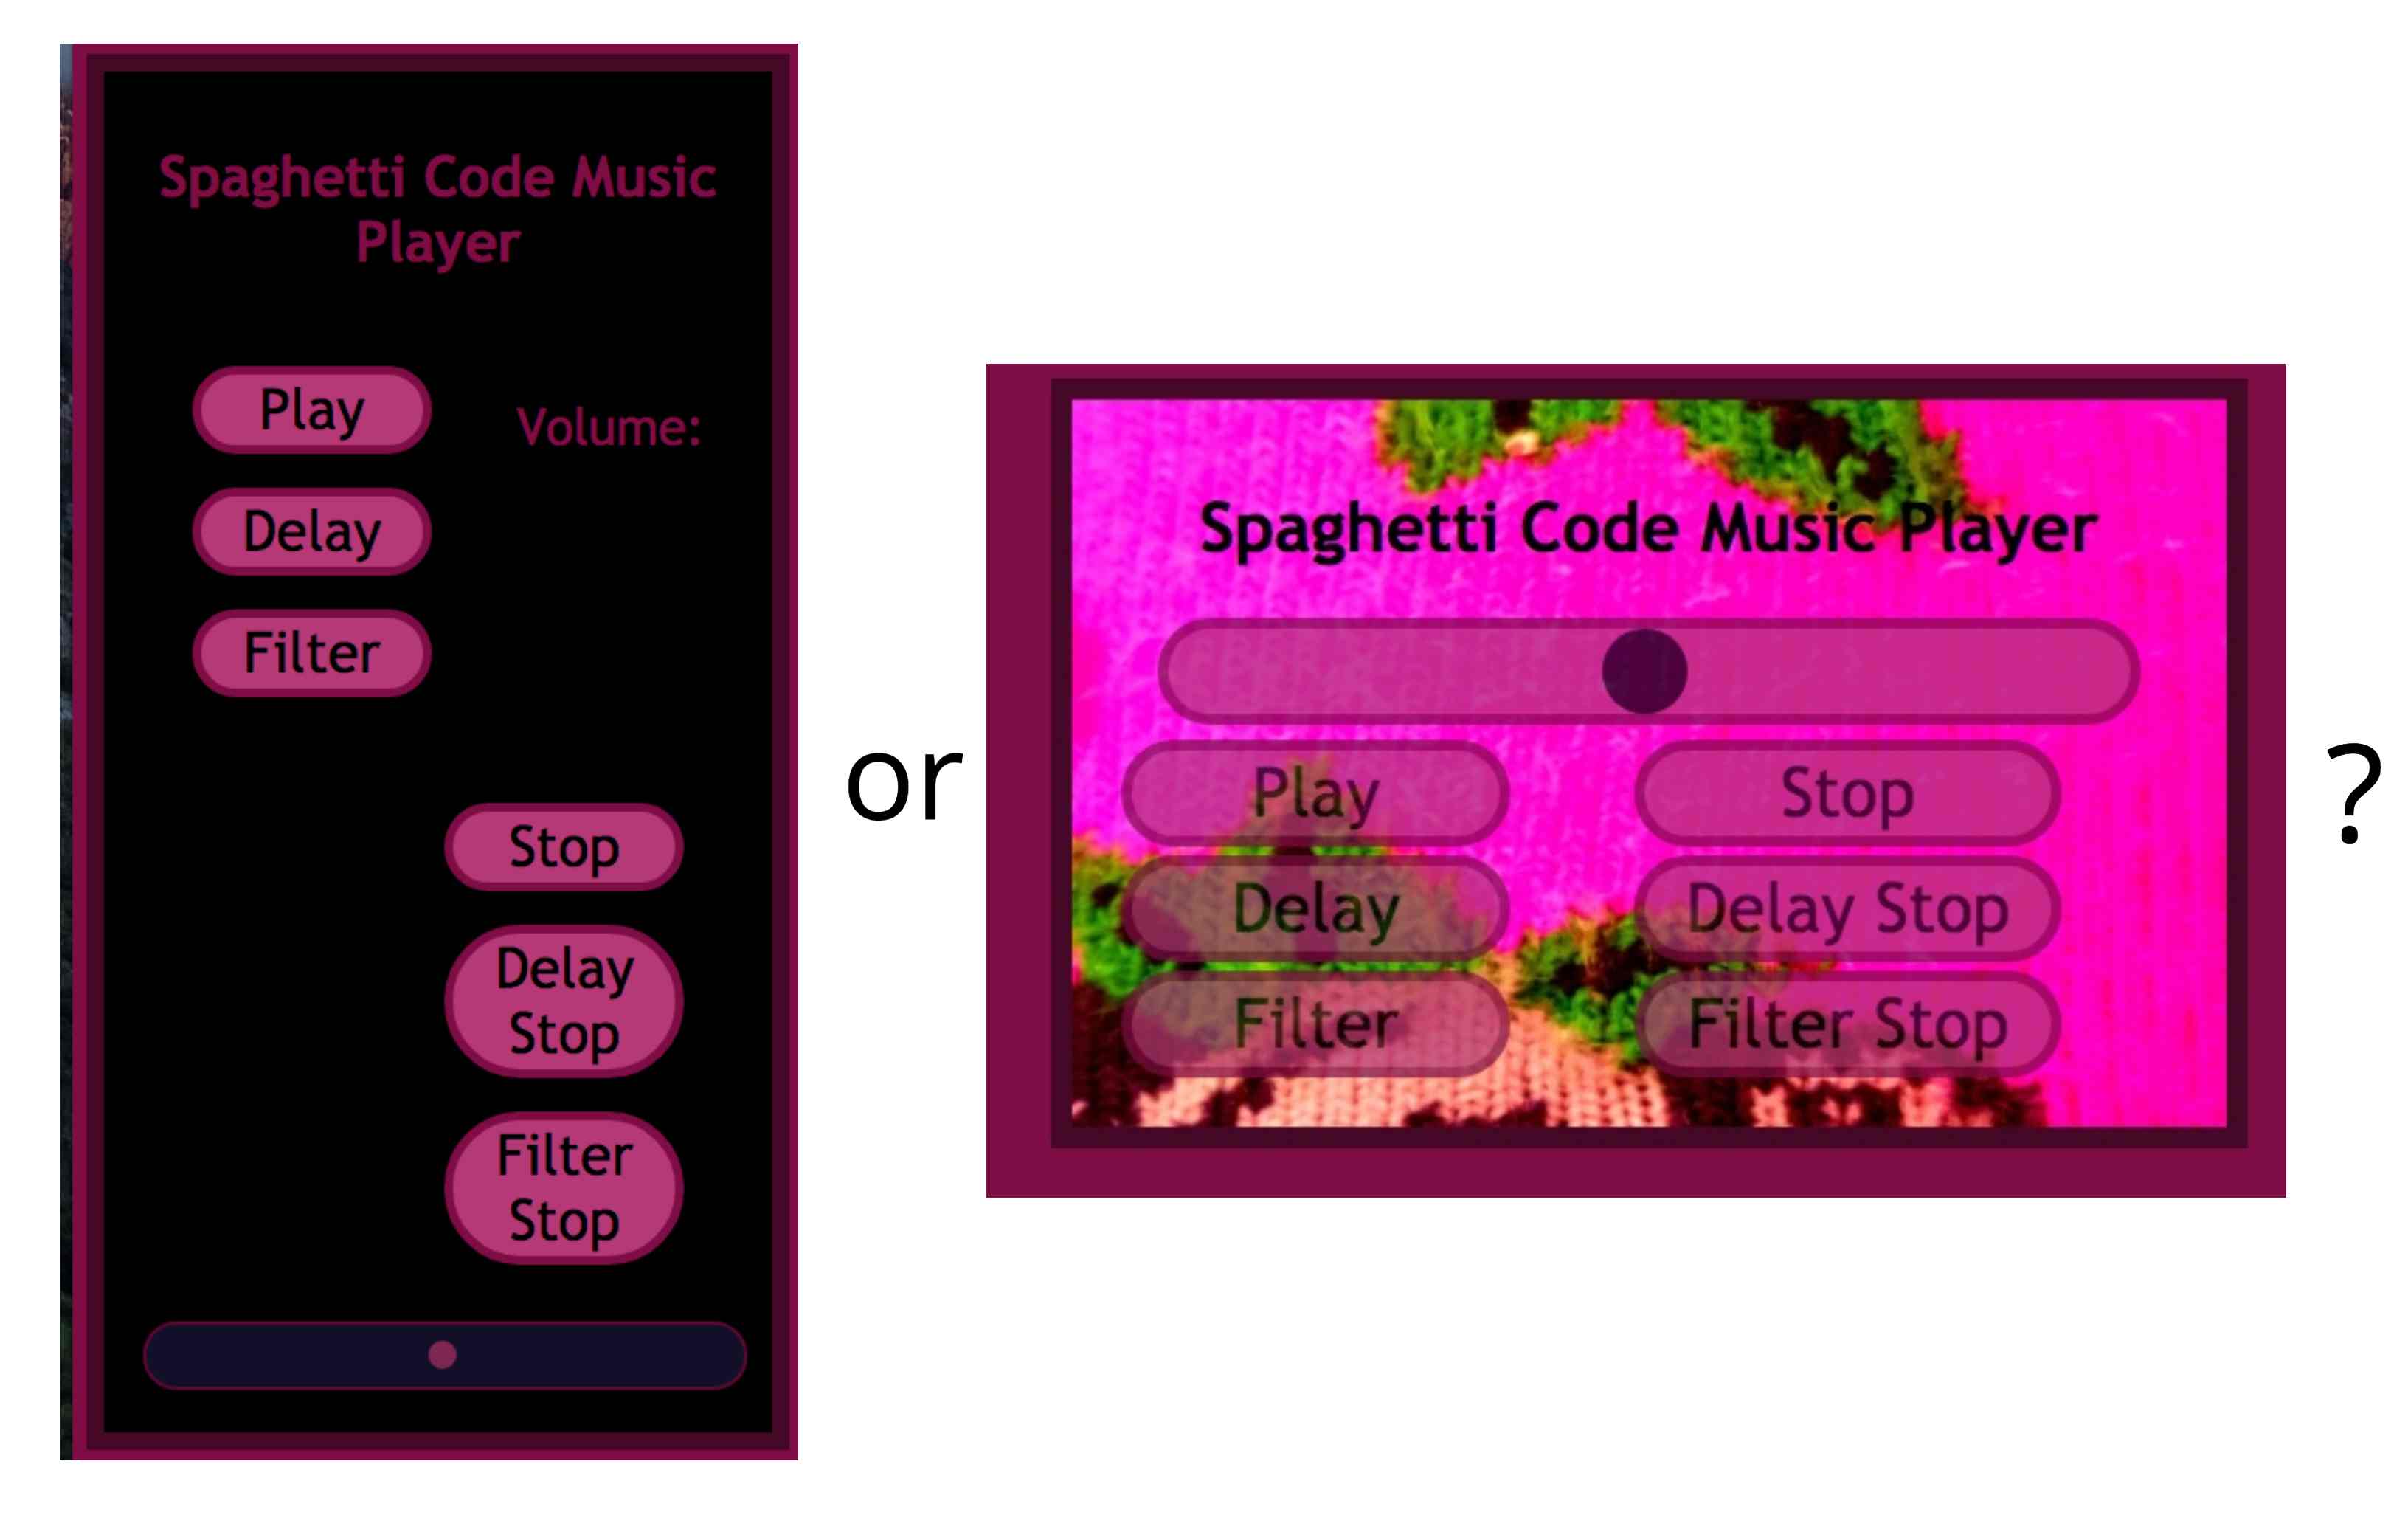 Spaghetti Code Music
Player
Play
Volume:
Delay
Filter
Stop
Delay
Stop
Filter
Stop
or
Spaghetti Code Music Player
Play
Stop
Delay
Delay Stop
Filter
Filter Stop
?